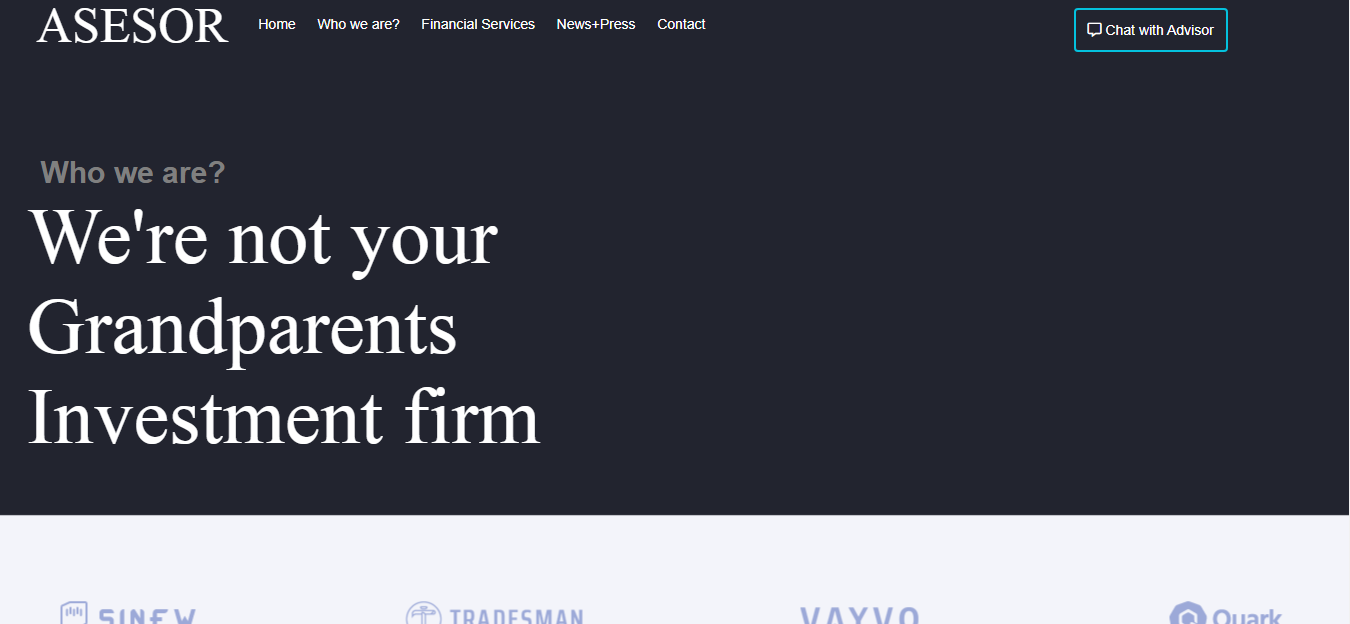 ASESOR
Home Who we are? Financial Services News+Press Contact
Chat with Advisor
Who we are?
We're not your
Grandparents
Investment firm
SINEW TRADESMAN VAYVO Quark